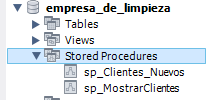 empresa_de_limpieza
Tables
Views
Stored Procedures
sp_Clientes_Nuevos
sp_MostrarClientes